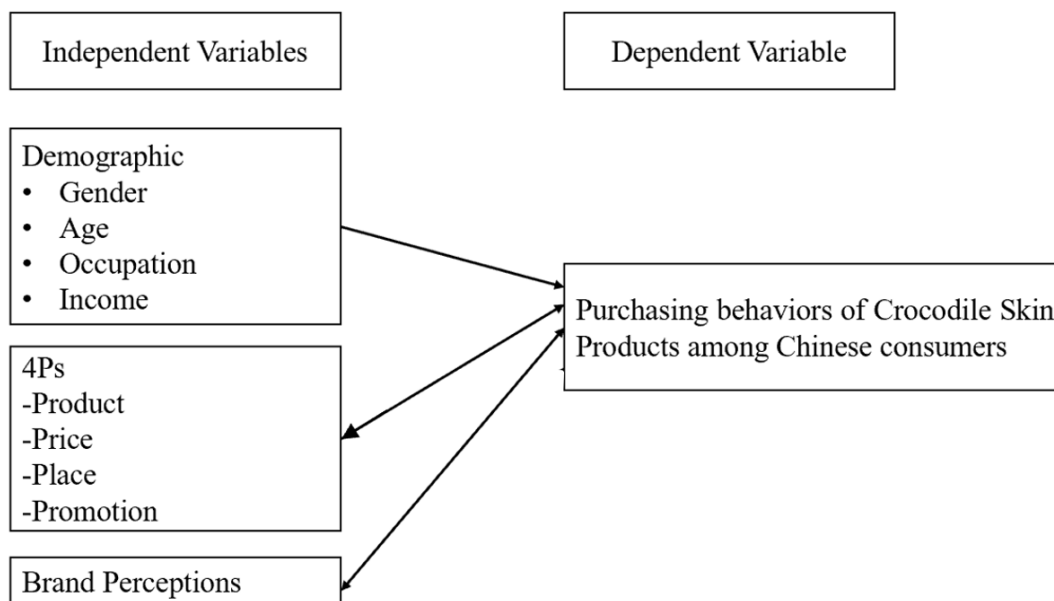 Independent Variables
Dependent Variable
Demographic
• Gender
• Age
• Occupation
• Income
4Ps
-Product
-Price
-Place
-Promotion
Brand Perceptions
Purchasing behaviors of Crocodile Skin
Products among Chinese consumers